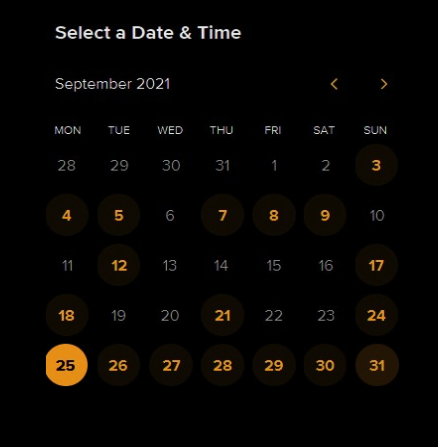 Select a Date & Time
September 2021
MON TUE WED THU FRI SAT SUN
28 29 30 31 1 2 3
4 5 6 7 8 9 10
11 12 13 14 15 16 17
18 19 20 21 22 23 24
25 26 27 28 29 30 31